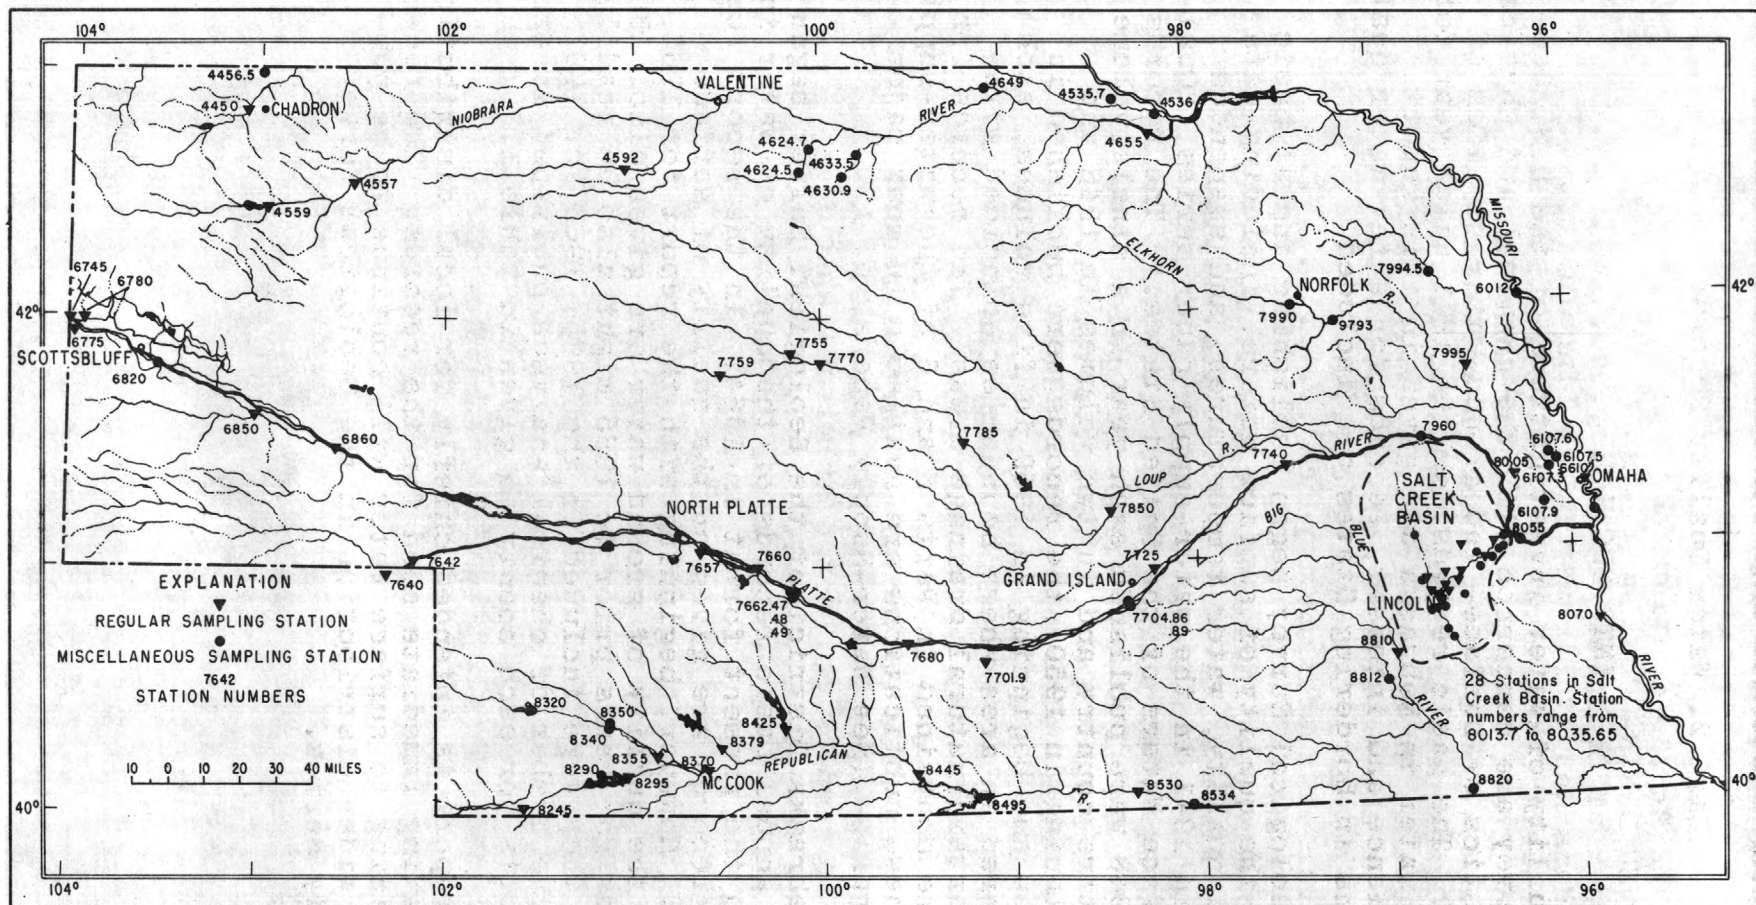 104°
102°
100°
98°
96°
4456.5
4450
CHADRON
NIOBRARA
VALENTINE
RIVER
4649
4535.7
4536
4655
4624.7
4633.5
4624.5
4630.9
4592
4557
4559
MISSOURI
ELKHORN
R.
NORFOLK
7994.5
6012
42°
42°
6745
6780
6775
SCOTTSBLUFF
6820
7990
9793
7995
7755
7770
7759
6850
6860
7785
7960
RIVER
R.
7740
LOUP
6107.6
6107.5
8005
6107.3
OMAHA
SALT
CREEK
BASIN
6107.9
8055
NORTH PLATTE
7850
BIG
BLUE
7642
7640
7657
7660
PLATTE
7725
GRAND ISLAND
7662.47
48
49
7704.86
89
LINCOLN
8070
8810
8812
7680
7701.9
RIVER
RIVER
28 Stations in Salt
Creek Basin. Station
numbers range from
8013.7 to 8035.65
EXPLANATION
REGULAR SAMPLING STATION
MISCELLANEOUS SAMPLING STATION
7642
STATION NUMBERS
10 0 10 20 30 40 MILES
8320
8350
8340
8425
8379
8355
8370
REPUBLICAN
R.
8290
8295
MCCOOK
8445
8245
8495
8530
8534
8820
40°
40°
104°
102°
100°
98°
96°